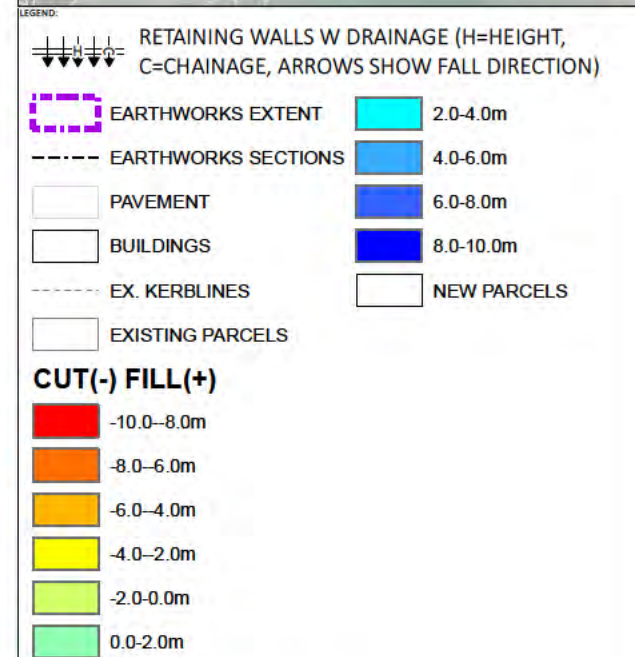 LEGEND:
RETAINING WALLS W DRAINAGE (H=HEIGHT,
C=CHAINAGE, ARROWS SHOW FALL DIRECTION)
H C
EARTHWORKS EXTENT
EARTHWORKS SECTIONS
PAVEMENT
BUILDINGS
EX. KERBLINES
EXISTING PARCELS
CUT(-) FILL(+)
-10.0--8.0m
-8.0--6.0m
-6.0--4.0m
-4.0--2.0m
-2.0-0.0m
0.0-2.0m
2.0-4.0m
4.0-6.0m
6.0-8.0m
8.0-10.0m
NEW PARCELS